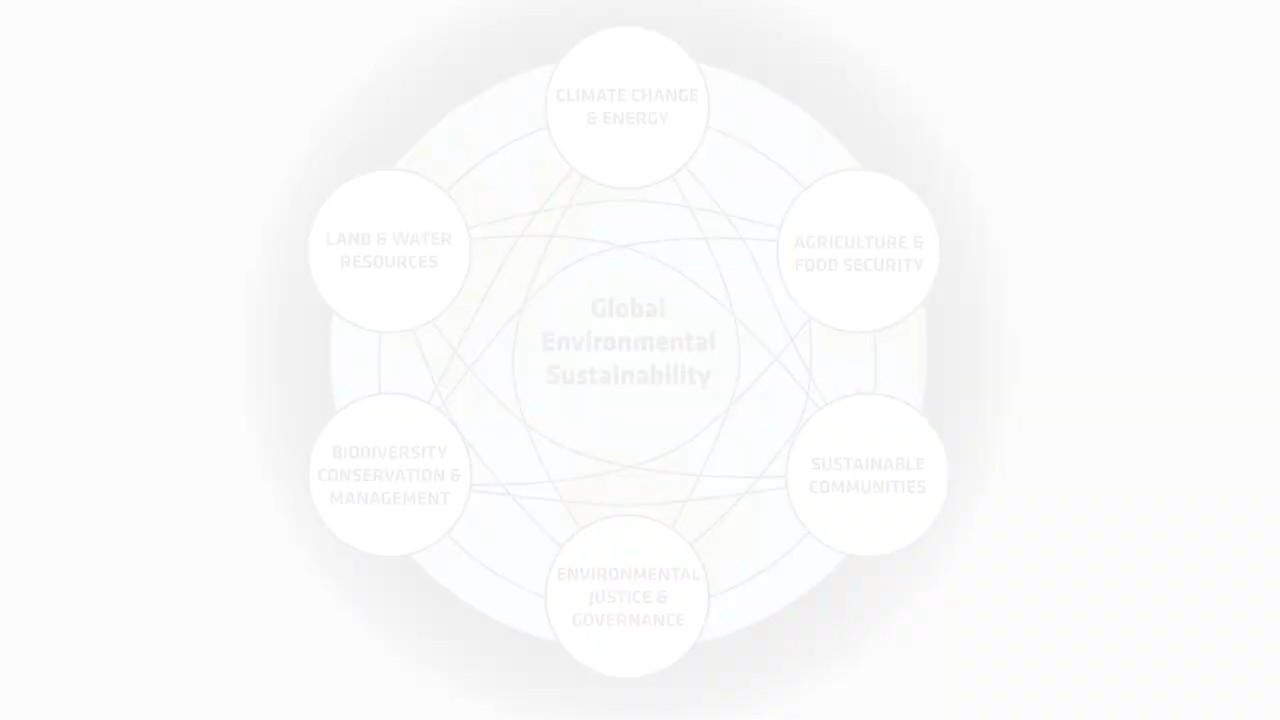 CLIMATE CHANGE
& ENERGY
LAND & WATER
RESOURCES
AGRICULTURE &
FOOD SECURITY
Global
Environmental
Sustainability
BIODIVERSITY
CONSERVATION &
MANAGEMENT
SUSTAINABLE
COMMUNITIES
ENVIRONMENTAL
JUSTICE &
GOVERNANCE